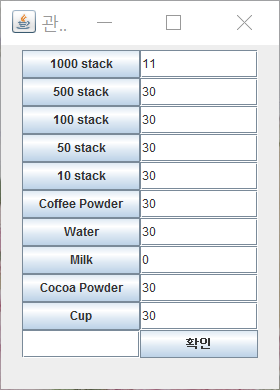 관..
1000 stack 11
500 stack 30
100 stack 30
50 stack 30
10 stack 30
Coffee Powder 30
Water 30
Milk 0
Cocoa Powder 30
Cup 30
확인